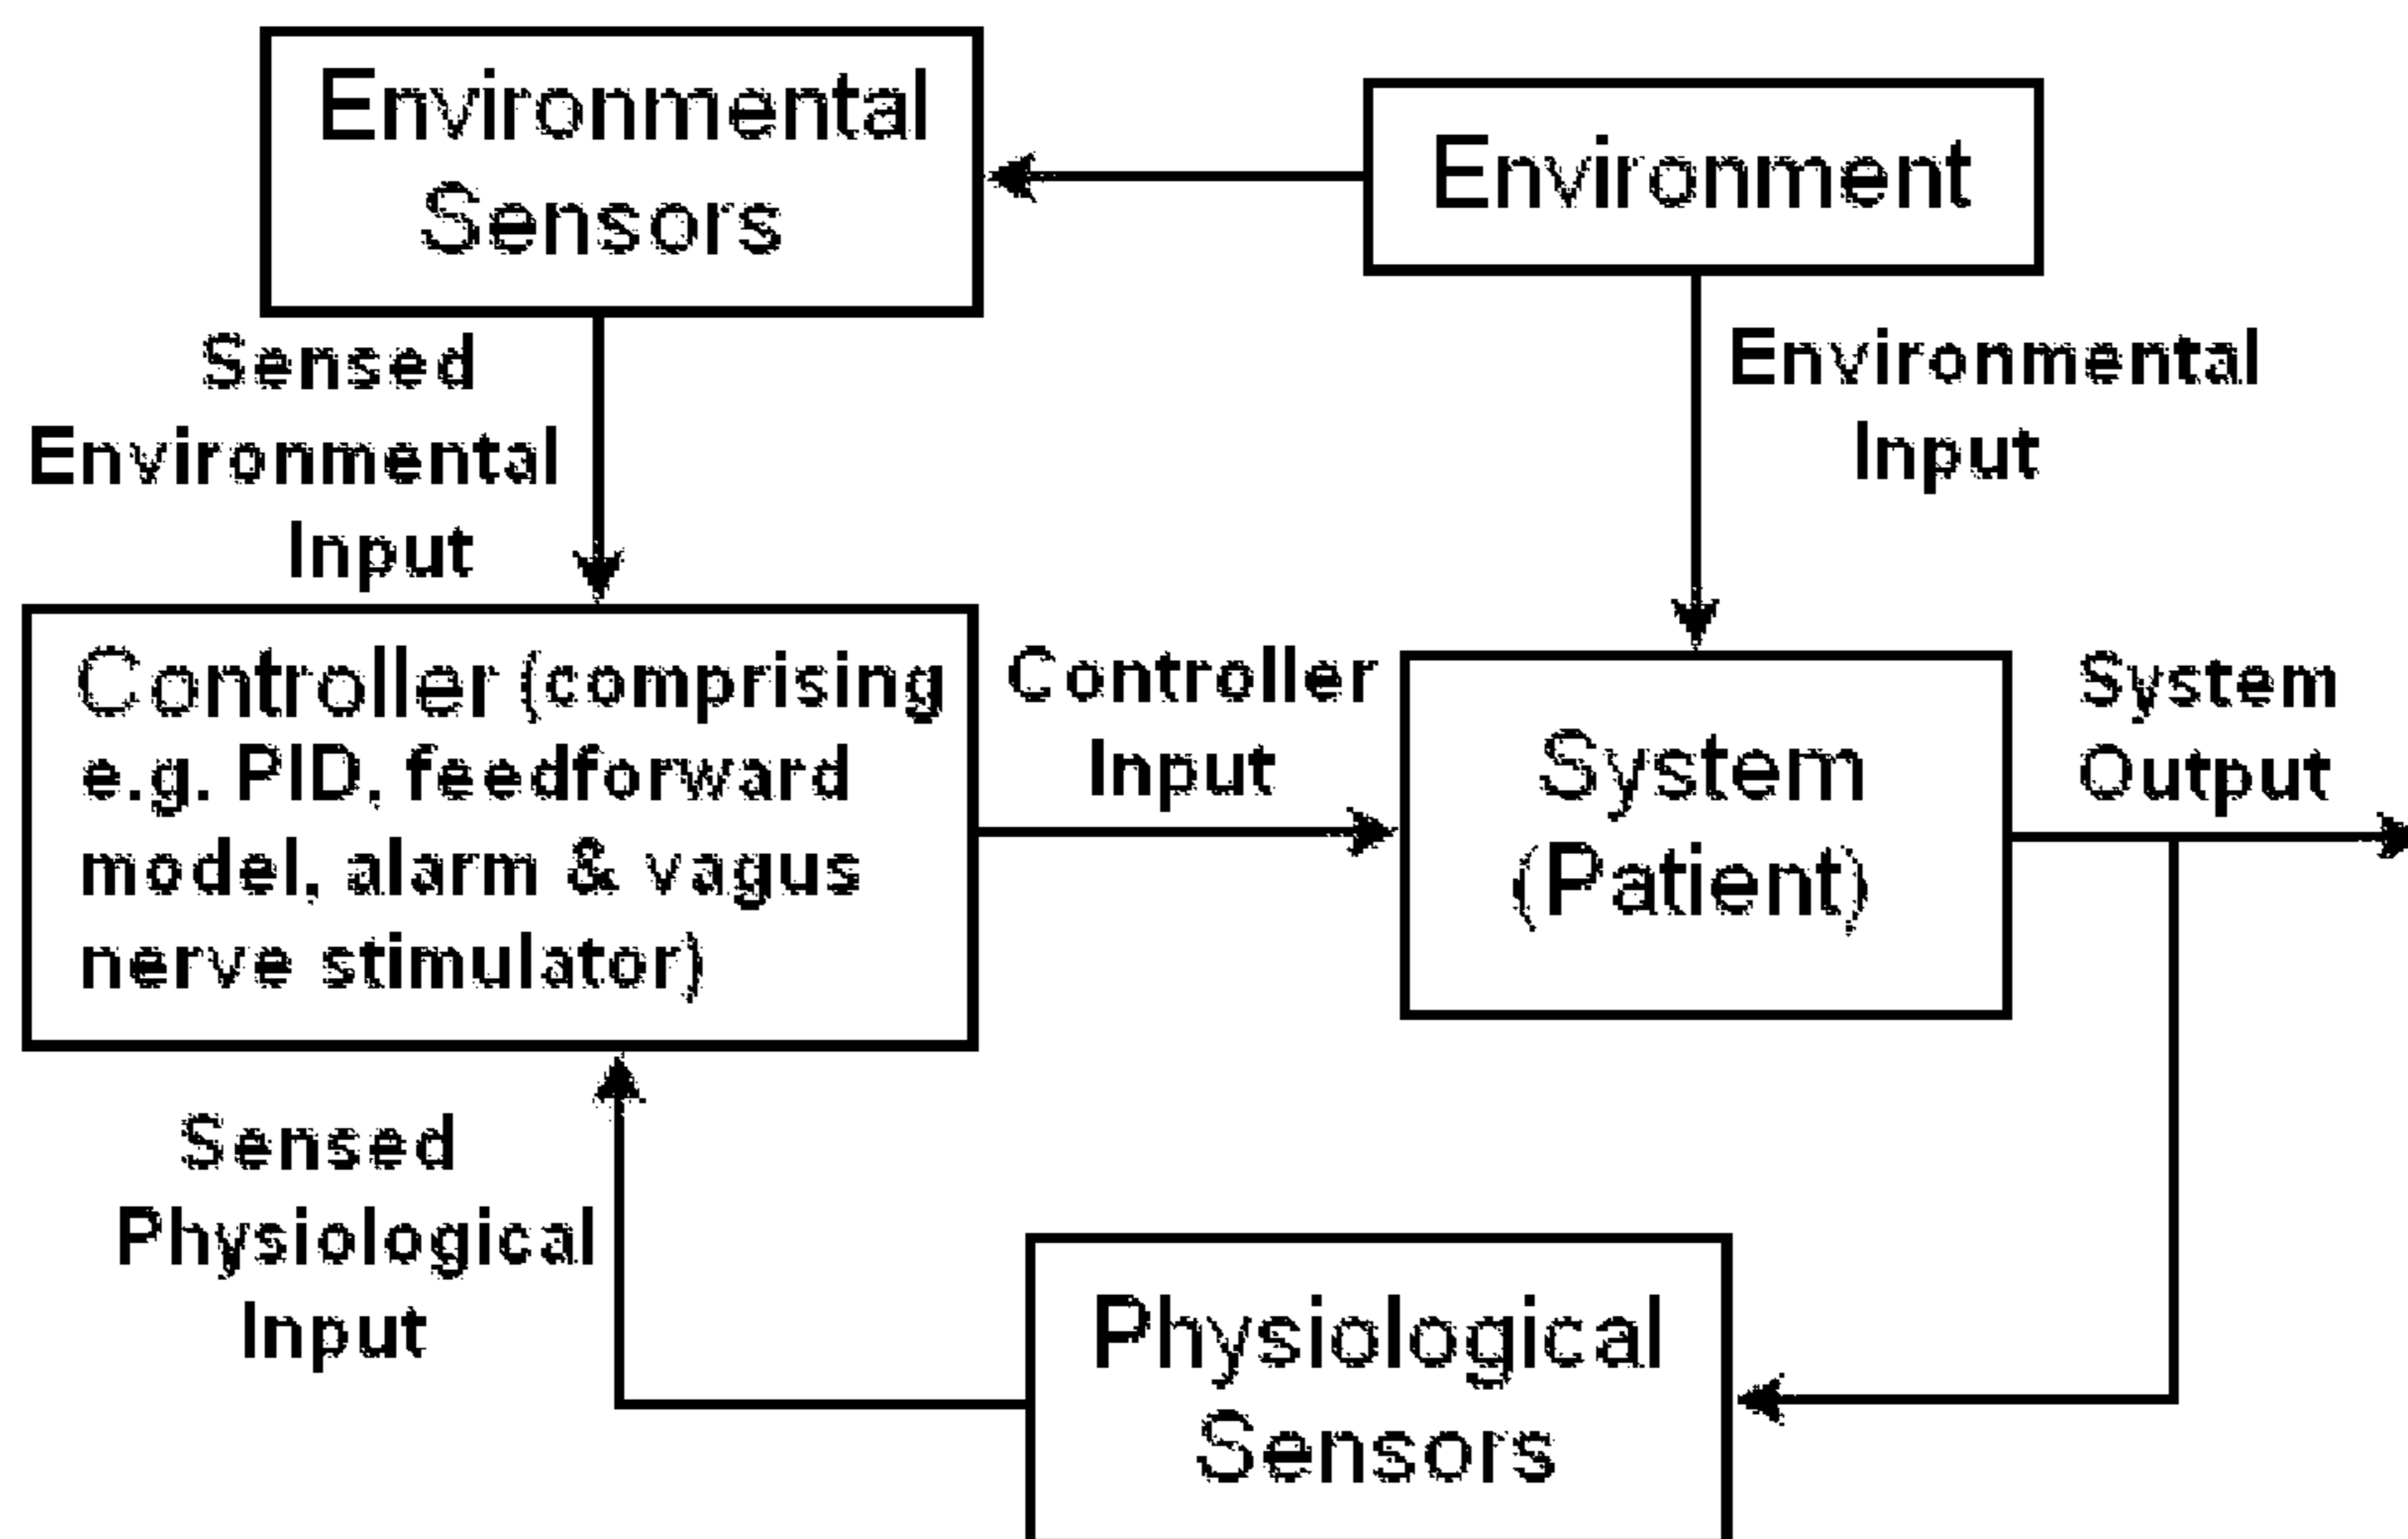 Environmental
Sensors
Environment
Sensed
Environmental
Input
Environmental
Input
Controller (comprising
e.g. PID, feedforward
model, alarm & vagus
nerve stimulator)
Controller
Input
System
(Patient)
System
Output
Sensed
Physiological
Input
Physiological
Sensors